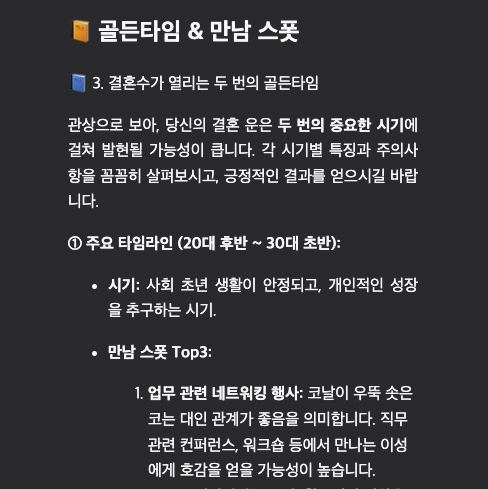 골든타임 & 만남 스폿
3. 결혼수가 열리는 두 번의 골든타임
관상으로 보아, 당신의 결혼 운은 두 번의 중요한 시기에
걸쳐 발현될 가능성이 큽니다. 각 시기별 특징과 주의사
항을 꼼꼼히 살펴보시고, 긍정적인 결과를 얻으시길 바랍
니다.
① 주요 타임라인 (20대 후반 ~ 30대 초반):
• 시기: 사회 초년 생활이 안정되고, 개인적인 성장
을 추구하는 시기.
• 만남 스폿 Top3:
1. 업무 관련 네트워킹 행사: 코날이 우뚝 솟은
코는 대인 관계가 좋음을 의미합니다. 직무
관련 컨퍼런스, 워크숍 등에서 만나는 이성
에게 호감을 얻을 가능성이 높습니다.